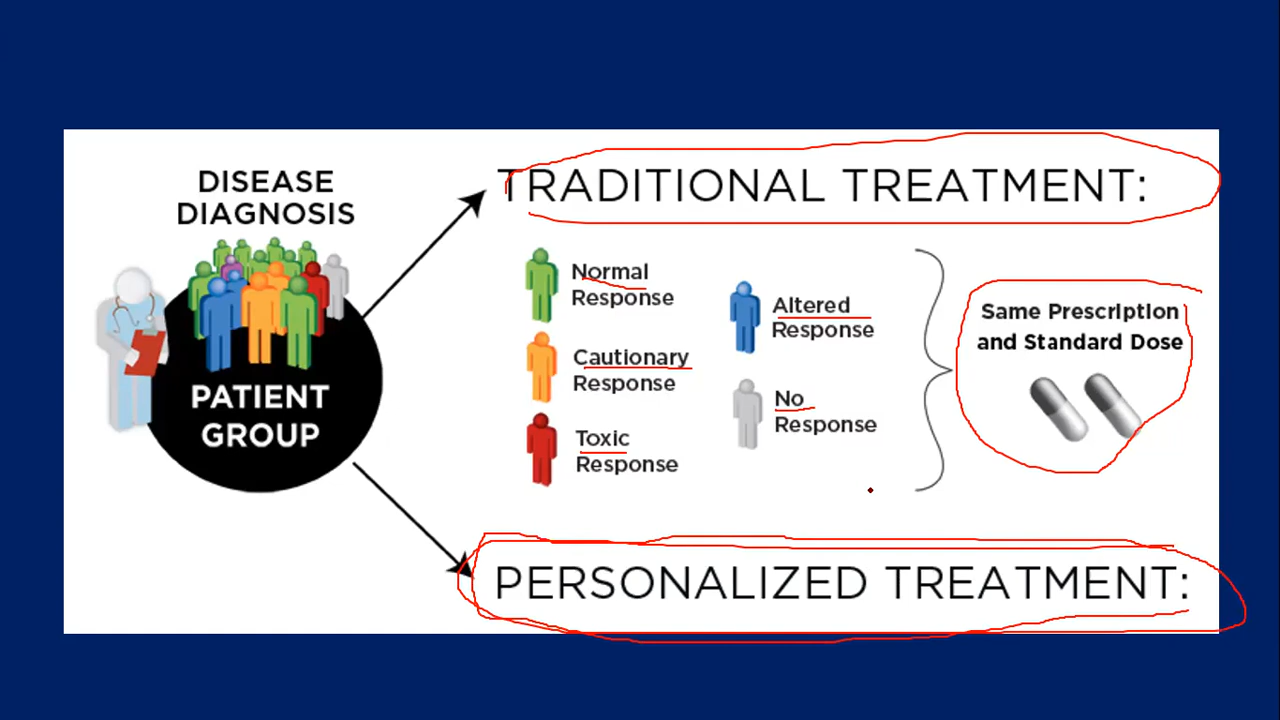 DISEASE
DIAGNOSIS
PATIENT
GROUP
TRADITIONAL TREATMENT:
Normal
Response
Cautionary
Response
Toxic
Response
Altered
Response
No
Response
Same Prescription
and Standard Dose
PERSONALIZED TREATMENT: